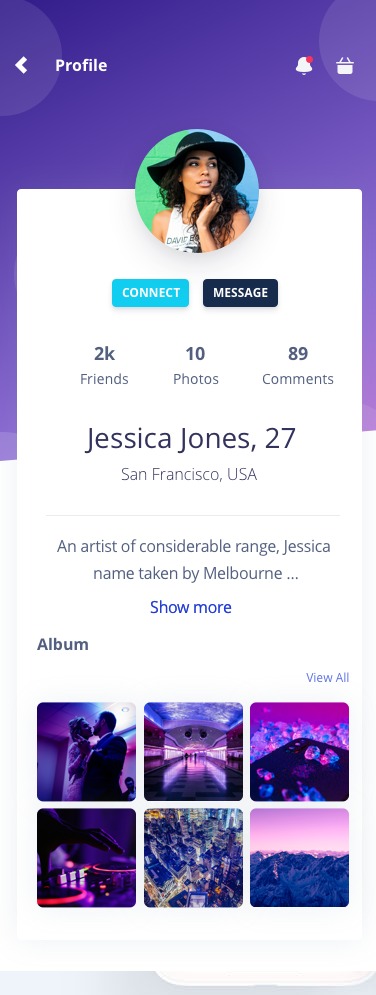 Profile
DAVID B
CONNECT MESSAGE
2k 10 89
Friends Photos Comments
Jessica Jones, 27
San Francisco, USA
An artist of considerable range, Jessica
name taken by Melbourne ...
Show more
Album
View All